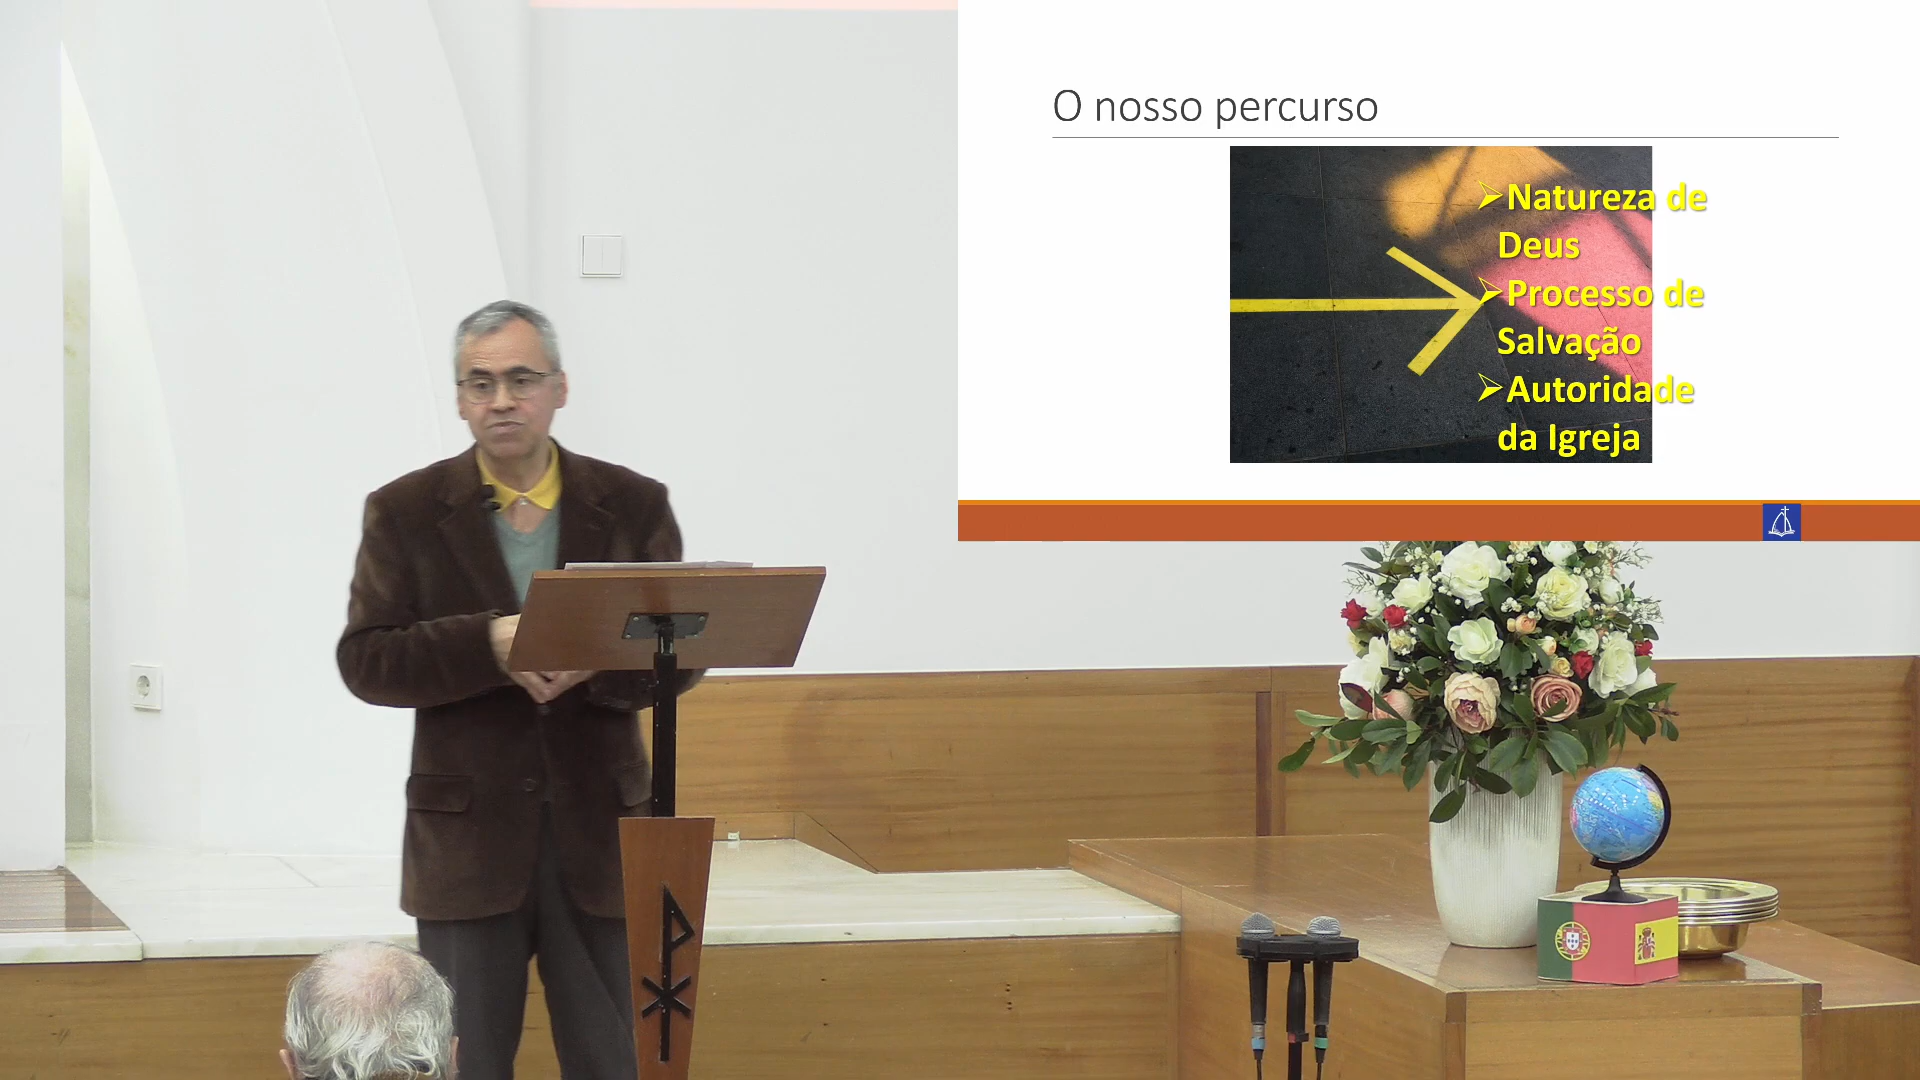 O nosso percurso
➢Natureza de
Deus
➢Processo de
Salvação
➢Autoridade
da Igreja